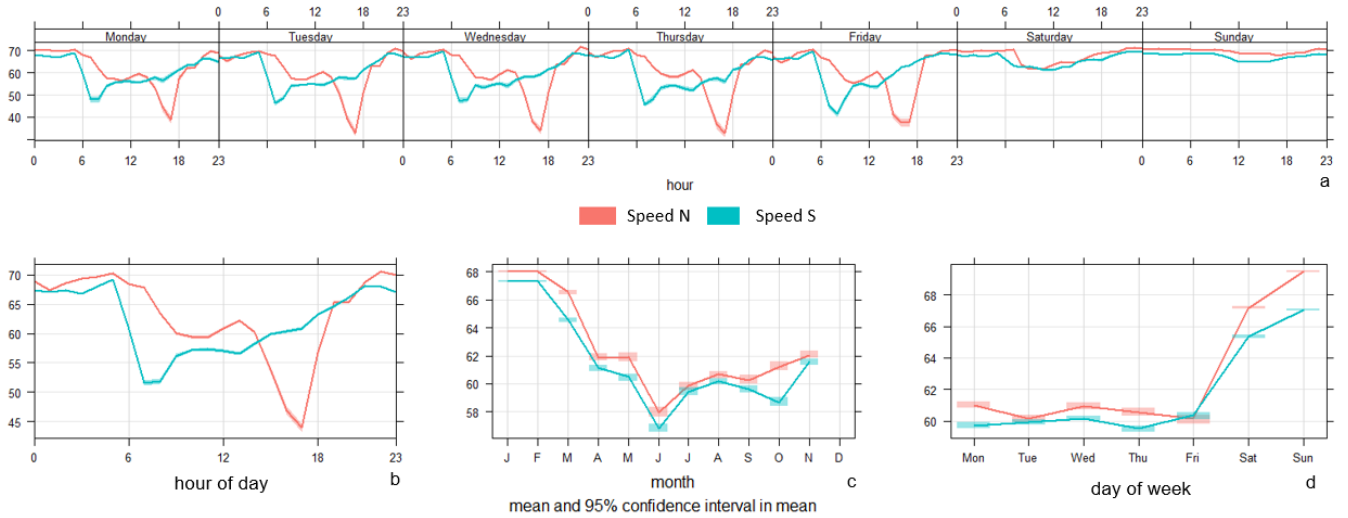 0 6 12 18 23 0 6 12 18 23 0 6 12 18 23
Monday Tuesday Wednesday Thursday Friday Saturday Sunday
70
60
50
40
0 6 12 18 23 0 6 12 18 23 0 6 12 18 23 0 6 12 18 23
hour
a
Speed N Speed S
70
65
60
55
50
45
0 6 12 18 23
hour of day
b
68
66
64
62
60
58
J F M A M J J A S O N D
month
c
mean and 95% confidence interval in mean
68
66
64
62
60
Mon Tue Wed Thu Fri Sat Sun
day of week
d